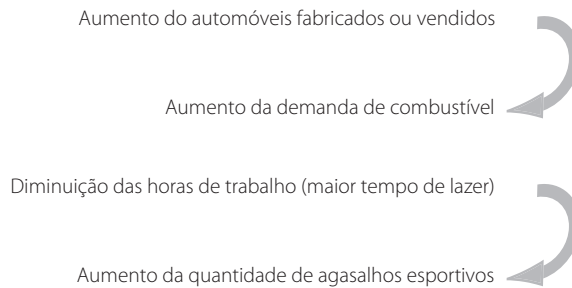 Aumento do automóveis fabricados ou vendidos
Aumento da demanda de combustível
Diminuição das horas de trabalho (maior tempo de lazer)
Aumento da quantidade de agasalhos esportivos